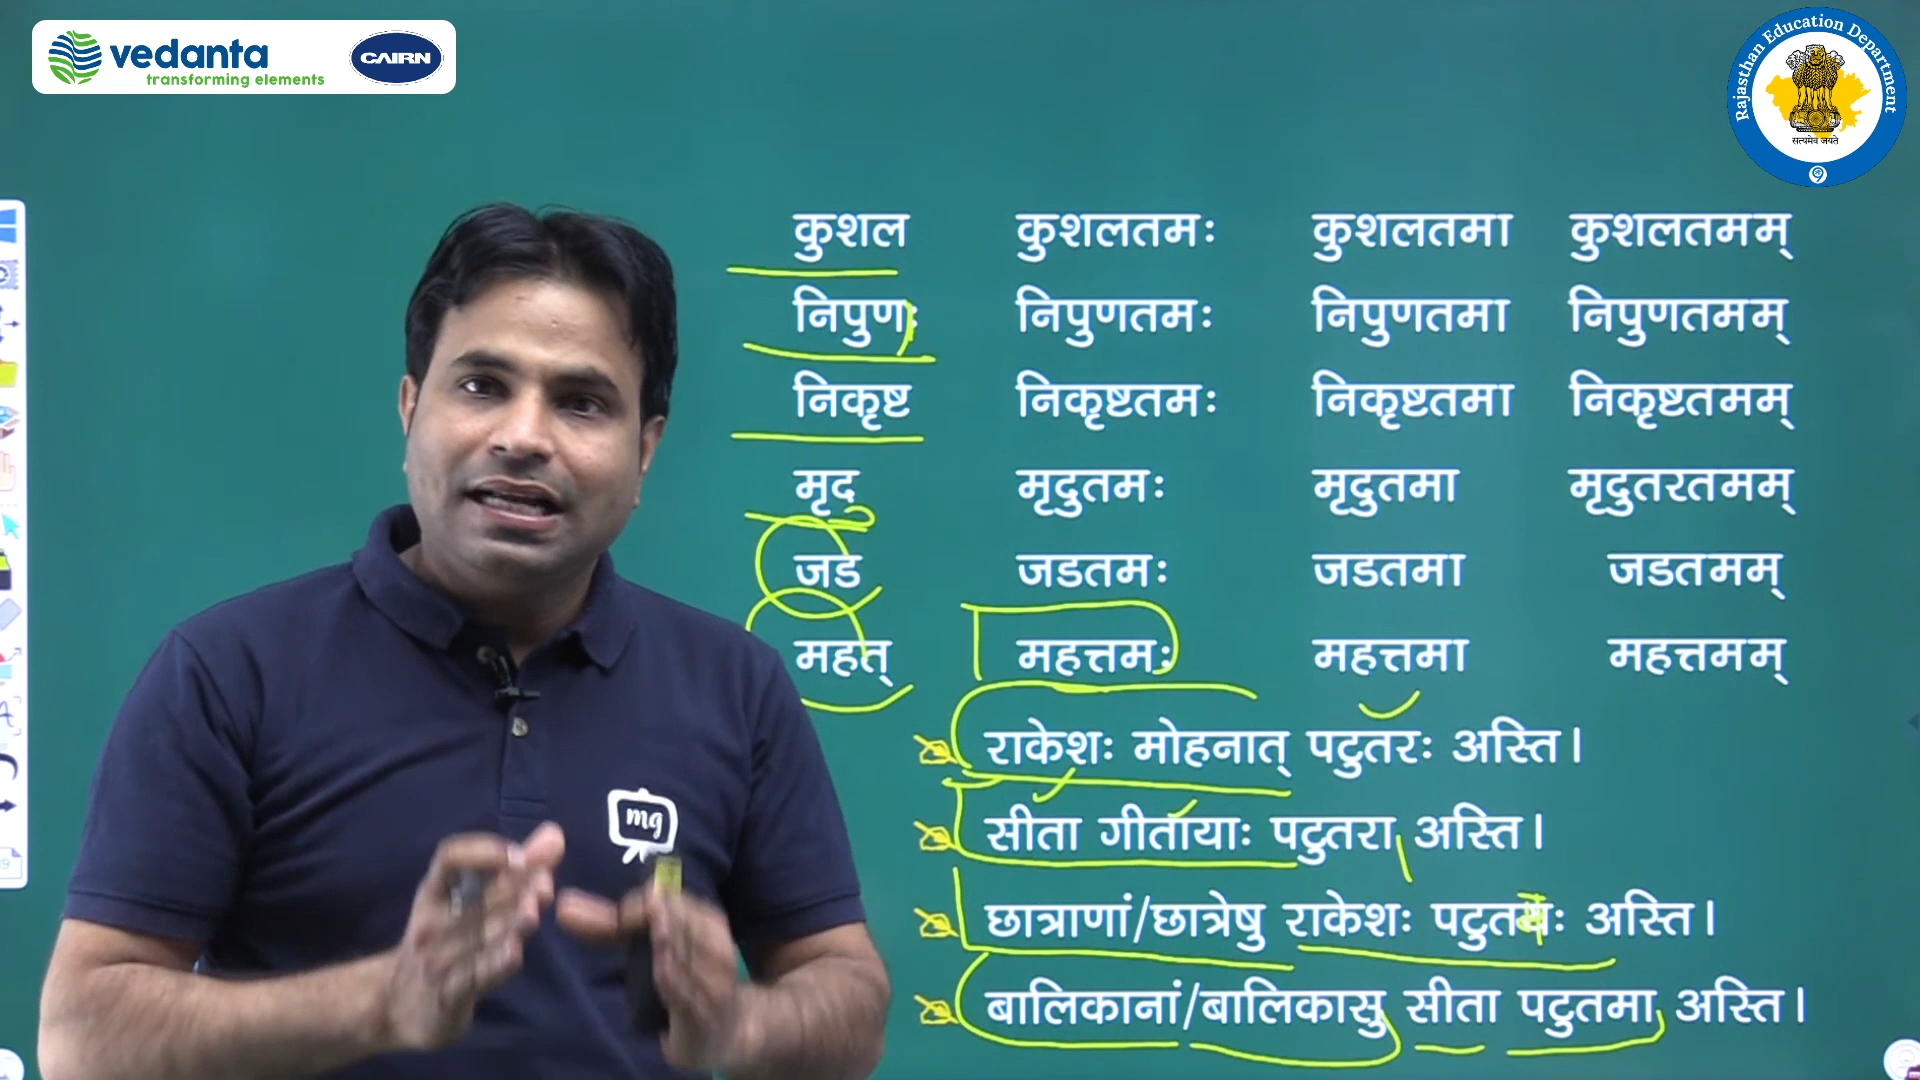 vedanta
transforming elements
CAIRN
Rajasthan Education Department
सत्यमेव जयते
कुशल कुशलतमः कुशलतमा कुशलतमम्
निपुणः निपुणतमः निपुणतमा निपुणतमम्
निकृष्ट निकृष्टतमः निकृष्टतमा निकृष्टतमम्
मृद मृदुतमः मृदुतमा मृदुतरतमम्
जड जडतमः जडतमा जडतमम्
महत् महत्तमः महत्तमा महत्तमम्
राकेशः मोहनात् पटुतरः अस्ति।
सीता गीतायाः पटुतरा अस्ति।
छात्राणां/छात्रेषु राकेशः अस्ति।
बालिकानां/बालिकासु सीता पटुतमा अस्ति।
mg